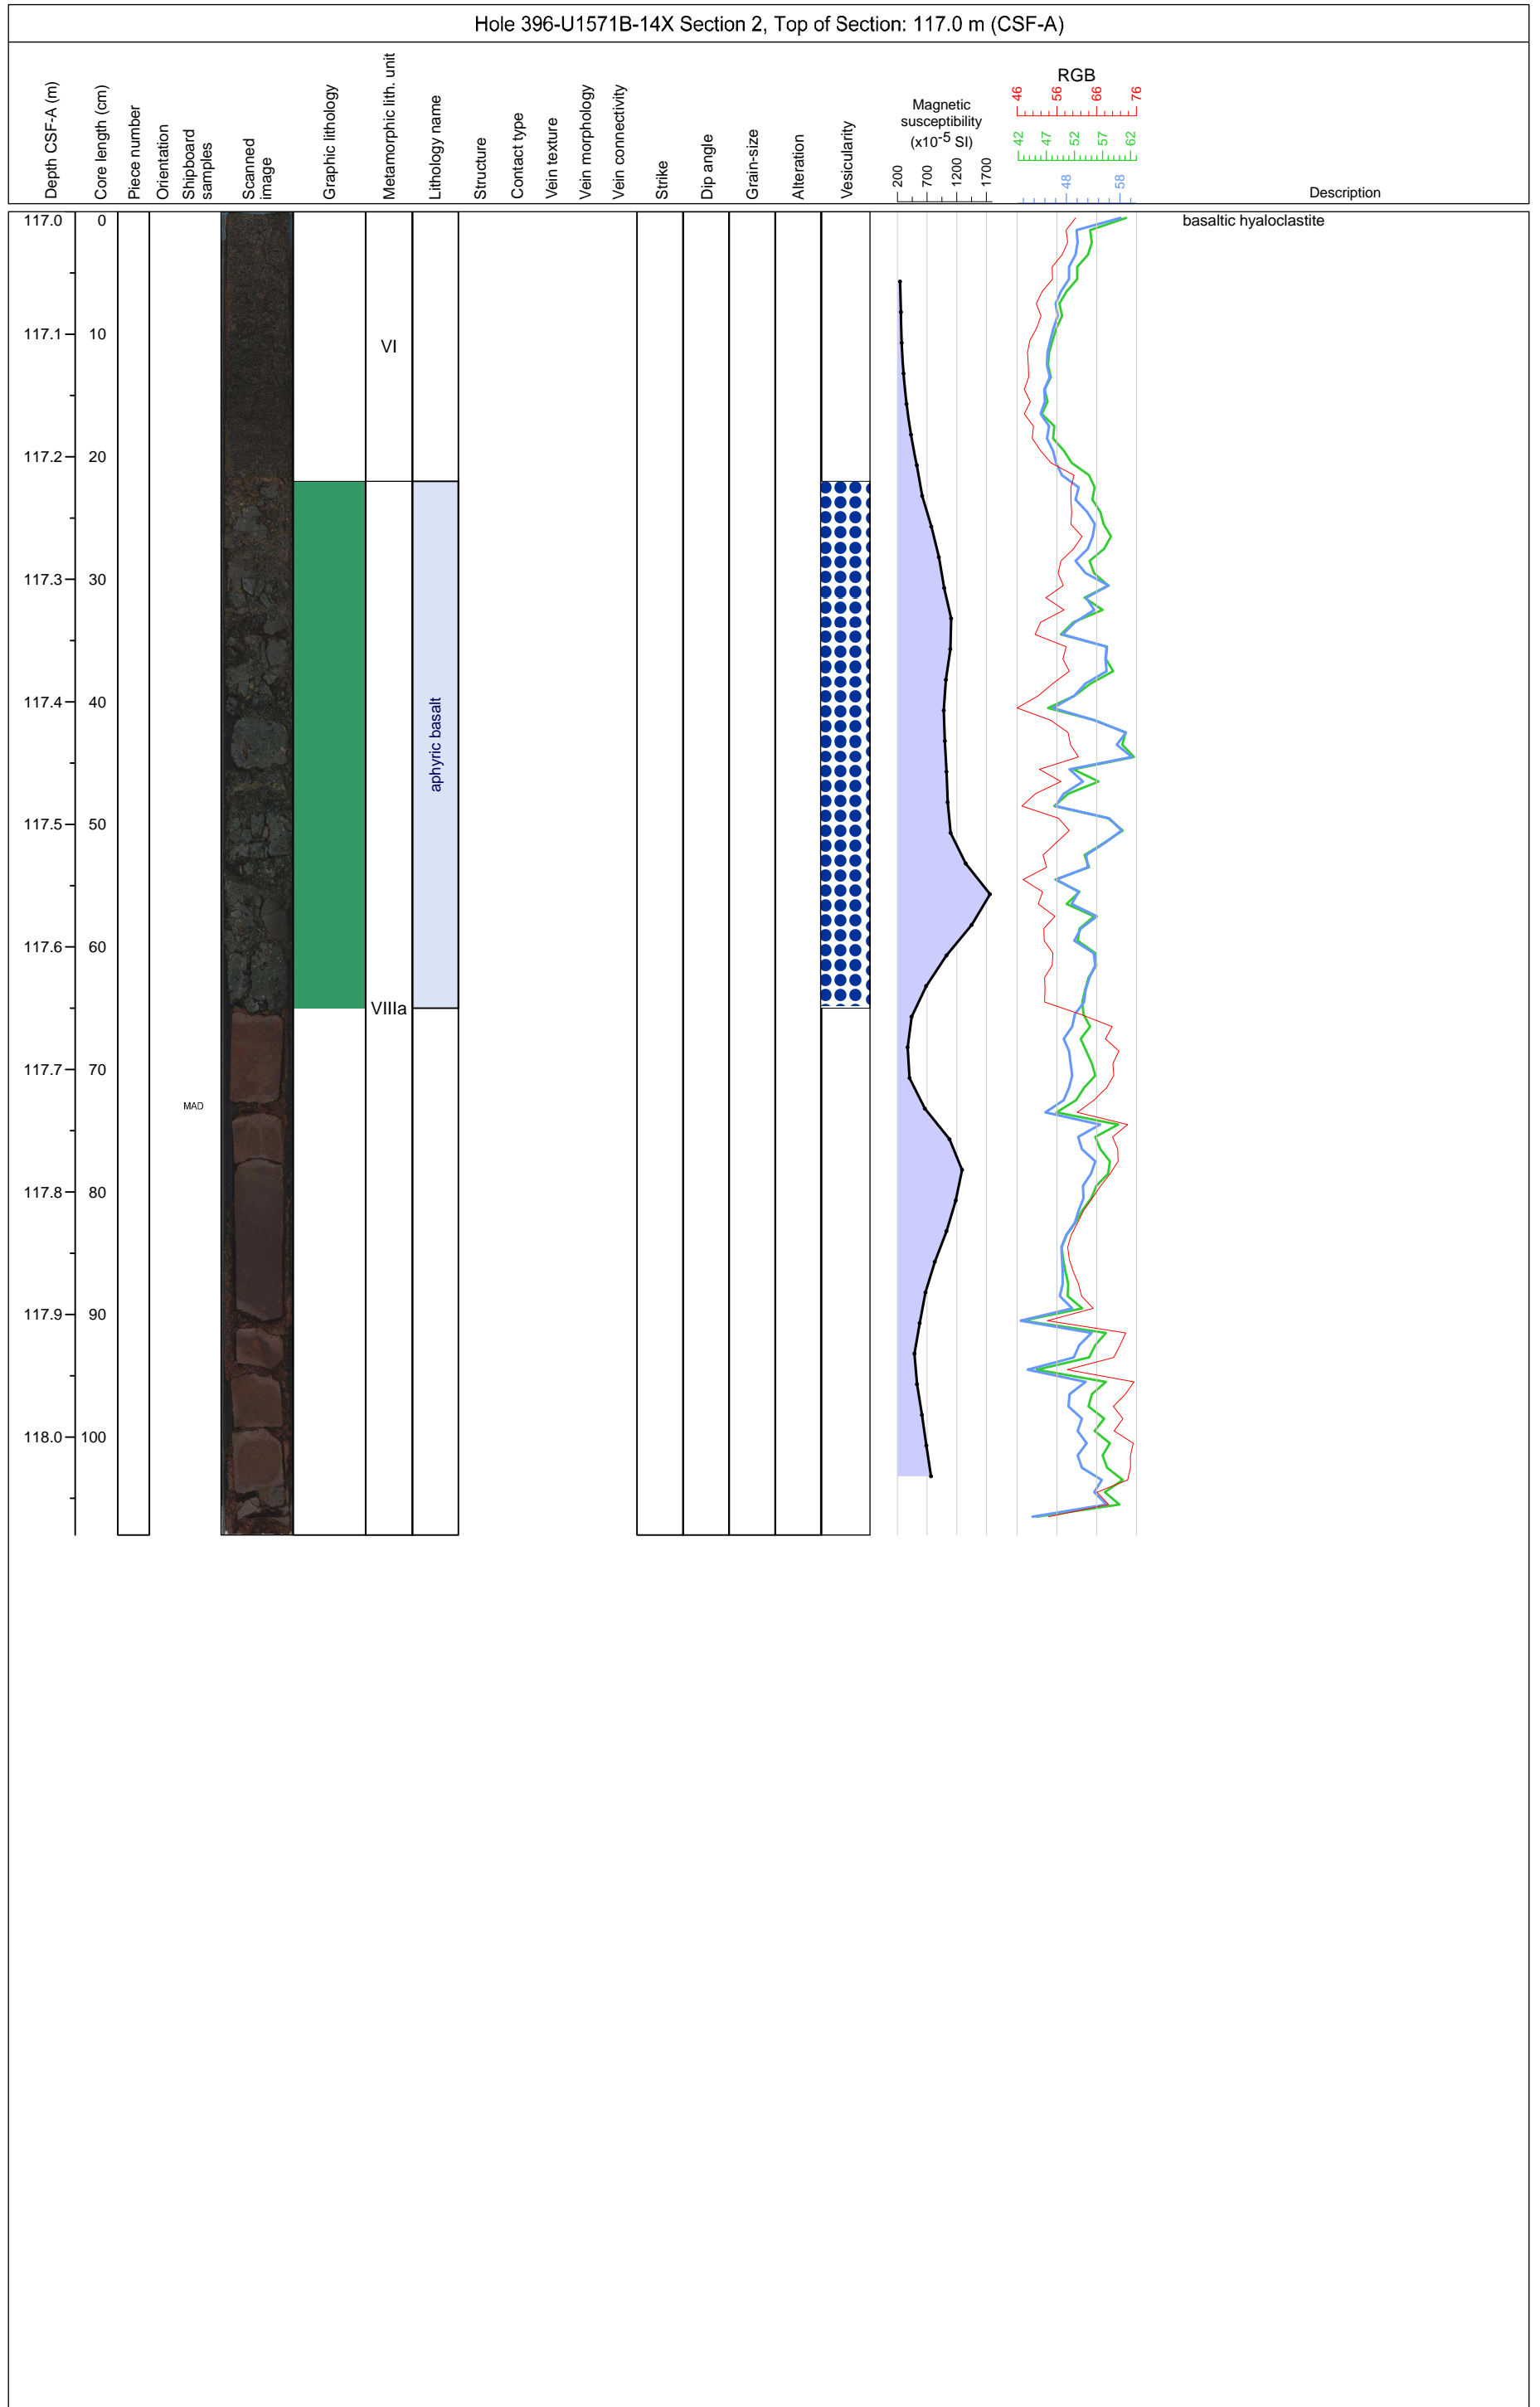 Hole 396-U1571B-14X Section 2, Top of Section: 117.0 m (CSF-A)
Depth CSF-A (m)
Core length (cm)
Piece number
Orientation
Shipboard
samples
Scanned
image
Graphic lithology
Metamorphic lith. unit
Lithology name
Structure
Contact type
Vein texture
Vein morphology
Vein connectivity
Strike
Dip angle
Grain-size
Alteration
Vesicularity
Magnetic
susceptibility
(x10-5 SI)
200 700 1200 1700
RGB
46 56 66 76
42 47 52 57 62
48 58
Description
117.0 0
basaltic hyaloclastite
117.1 10
VI
117.2 20
117.3 30
117.4 40
aphyric basalt
117.5 50
117.6 60
VIIIa
117.7 70
MAD
117.8 80
117.9 90
118.0 100